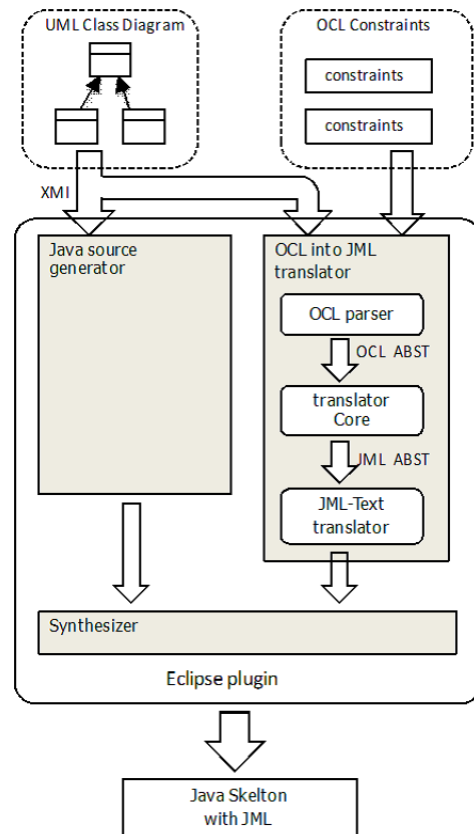 UML Class Diagram
OCL Constraints
constraints
constraints
XMI
Java source
generator
OCL into JML
translator
OCL parser
OCL ABST
translator
Core
JML ABST
JML-Text
translator
Synthesizer
Eclipse plugin
Java Skelton
with JML